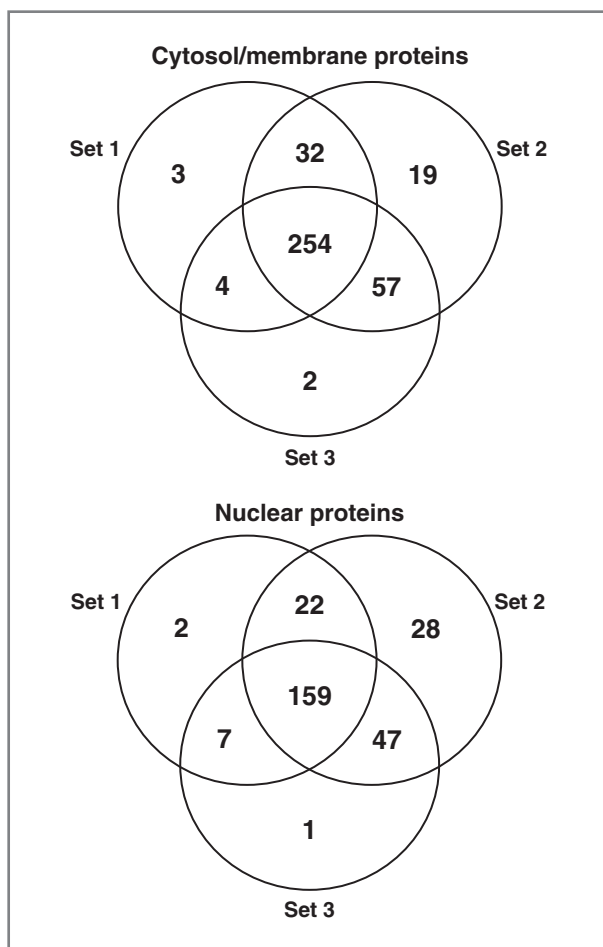 Cytosol/membrane proteins
Set 1
Set 2
3
32
19
254
4
57
2
Set 3
Nuclear proteins
Set 1
Set 2
2
22
28
159
7
47
1
Set 3